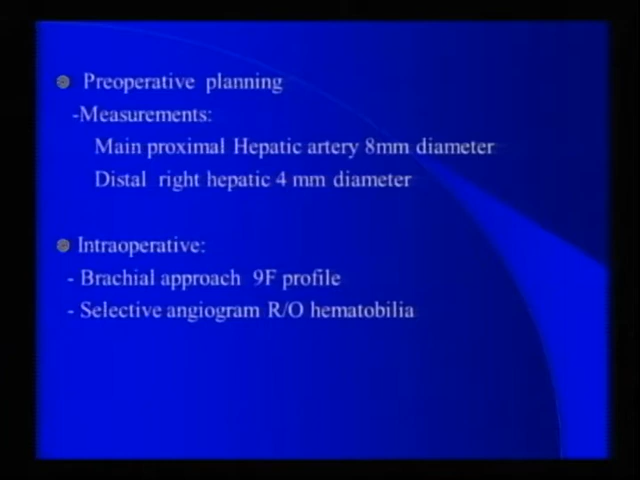 Preoperative planning
-Measurements:
Main proximal Hepatic artery 8mm diameter
Distal right hepatic 4 mm diameter
Intraoperative:
- Brachial approach 9F profile
- Selective angiogram R/O hematobilia